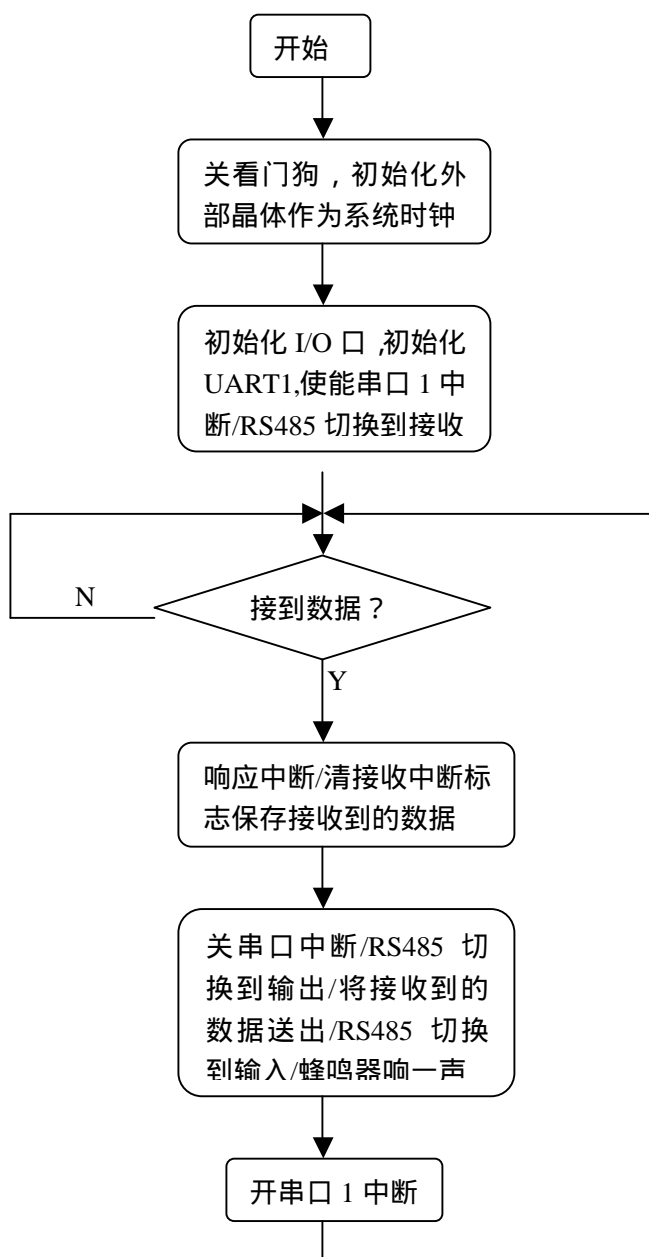 开始
关看门狗，初始化外
部晶体作为系统时钟
初始化 I/O 口 ,初始化
UART1,使能串口 1 中
断/RS485 切换到接收
N
接到数据？
Y
响应中断/清接收中断标
志保存接收到的数据
关串口中断/RS485 切
换到输出/将接收到的
数据送出/RS485 切换
到输入/蜂鸣器响一声
开串口 1 中断